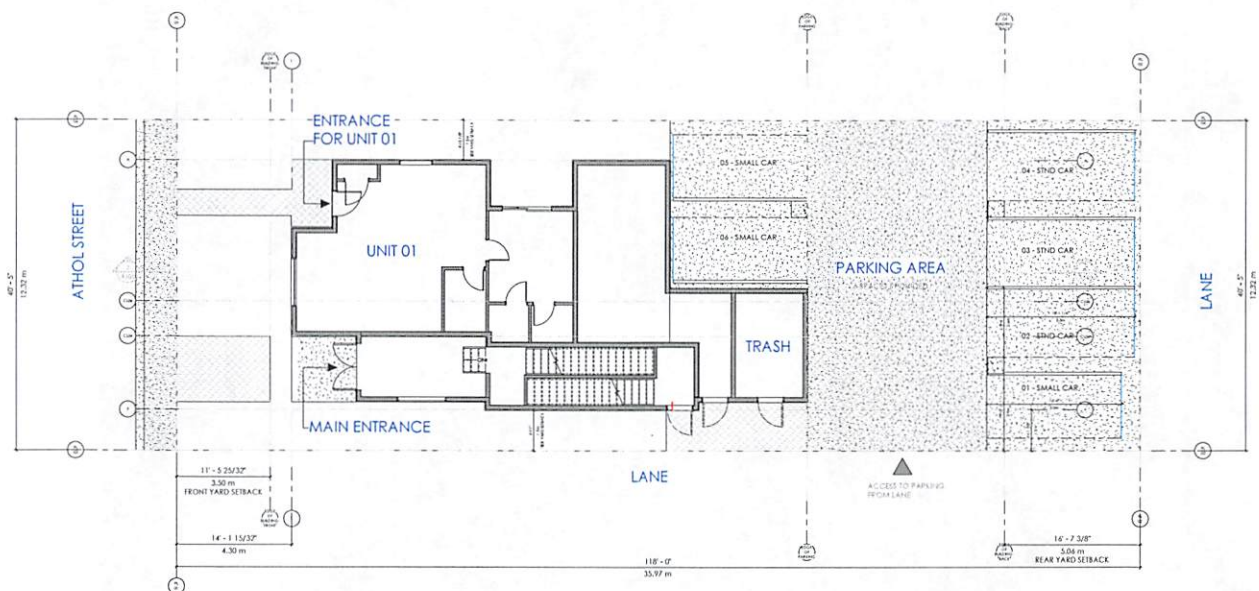 ENTRANCE
FOR UNIT 01
05 - SMALL CAR
04 - STND CAR
40' - 5"
12.32 m
ATHOL STREET
UNIT 01
06 - SMALL CAR
PARKING AREA
03 - STND CAR
LANE
40' - 5"
12.32 m
TRASH
02 - STND CAR
01 - SMALL CAR
MAIN ENTRANCE
LANE
ACCESS TO PARKING
FROM LANE
11' - 5 25/32"
3.50 m
FRONT YARD SETBACK
14' - 1 15/32"
4.30 m
16' - 7 3/8"
5.06 m
REAR YARD SETBACK
118' - 0"
35.97 m